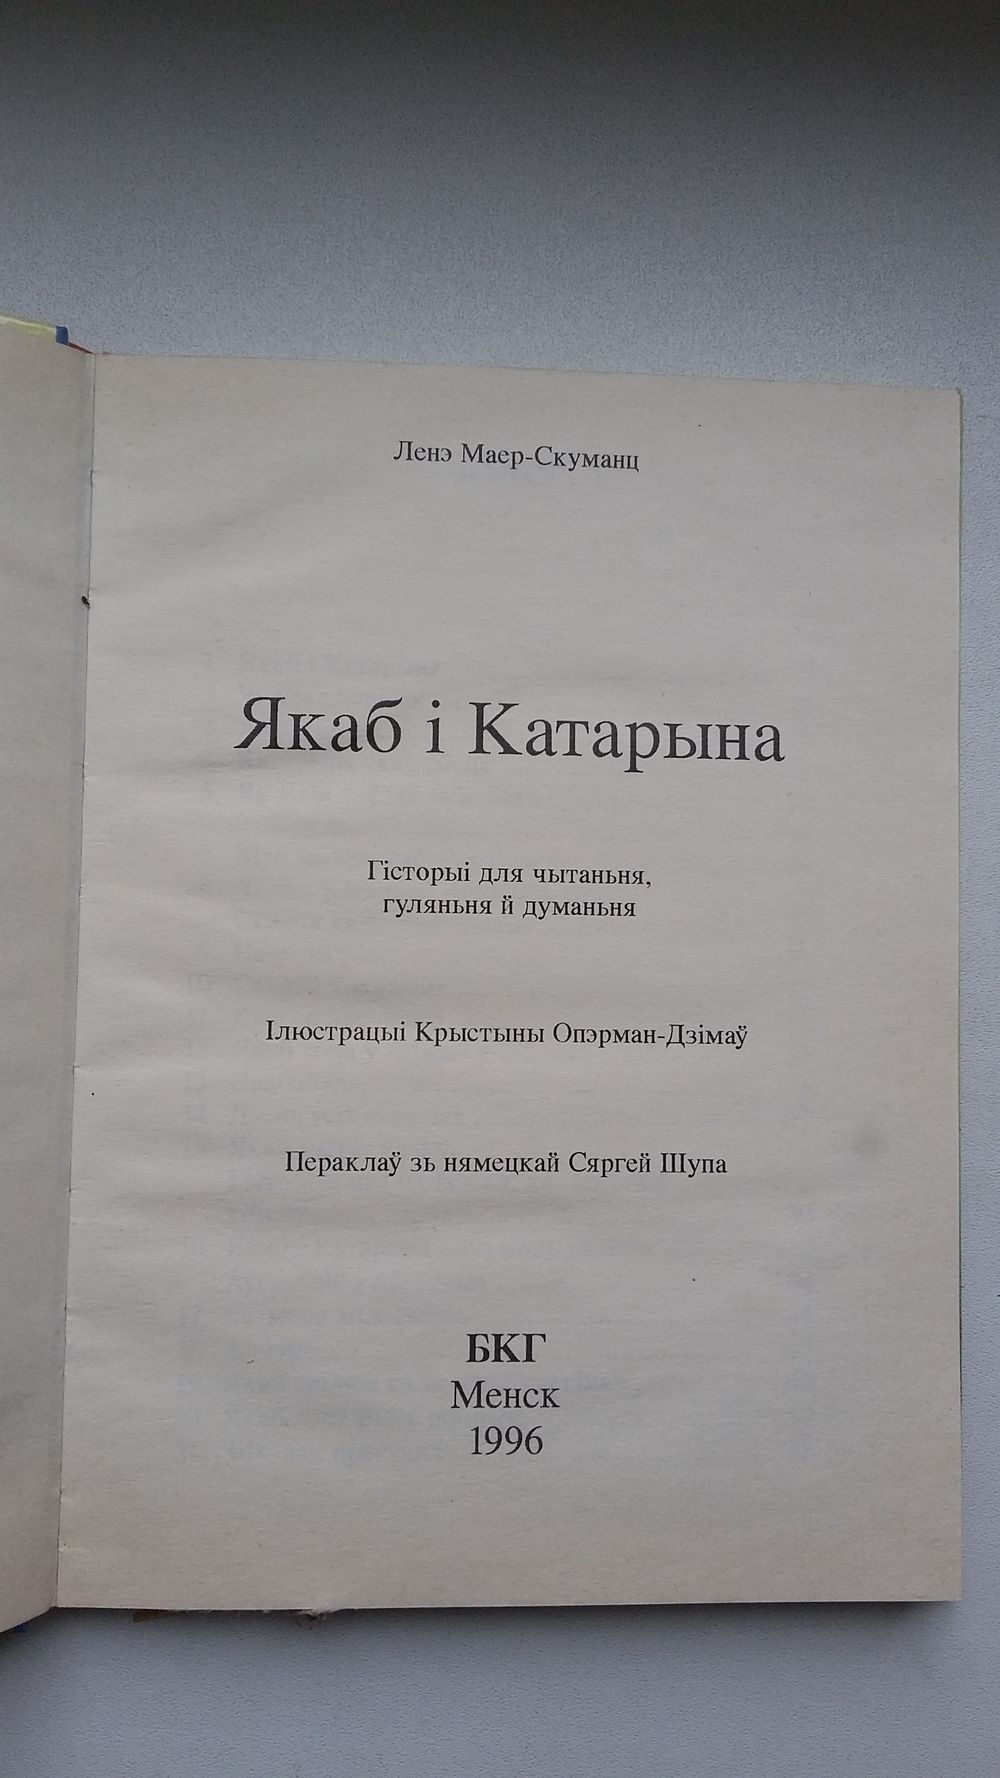 Ленэ Маер-Скуманц
Якаб і Катарына
Гісторыі для чытаньня,
гуляньня й думаньня
Ілюстрацыі Крыстыны Опэрман-Дзімаў
Пераклаў зь нямецкай Сяргей Шупа
БКГ
Менск
1996